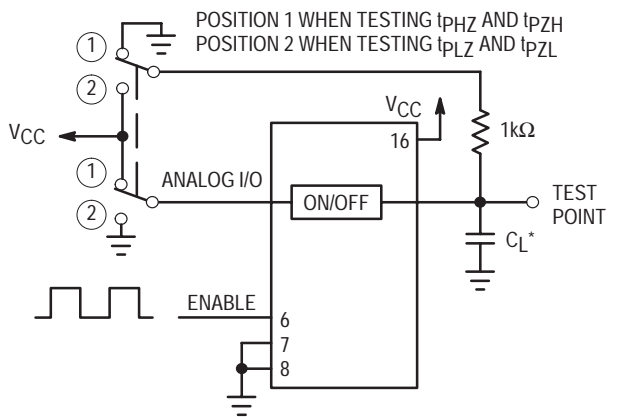 POSITION 1 WHEN TESTING tPHZ AND tPZH
POSITION 2 WHEN TESTING tPLZ AND tPZL
1
2
VCC
VCC
16
1kΩ
1
2
ANALOG I/O
ON/OFF
TEST
POINT
CL*
ENABLE
6
7
8